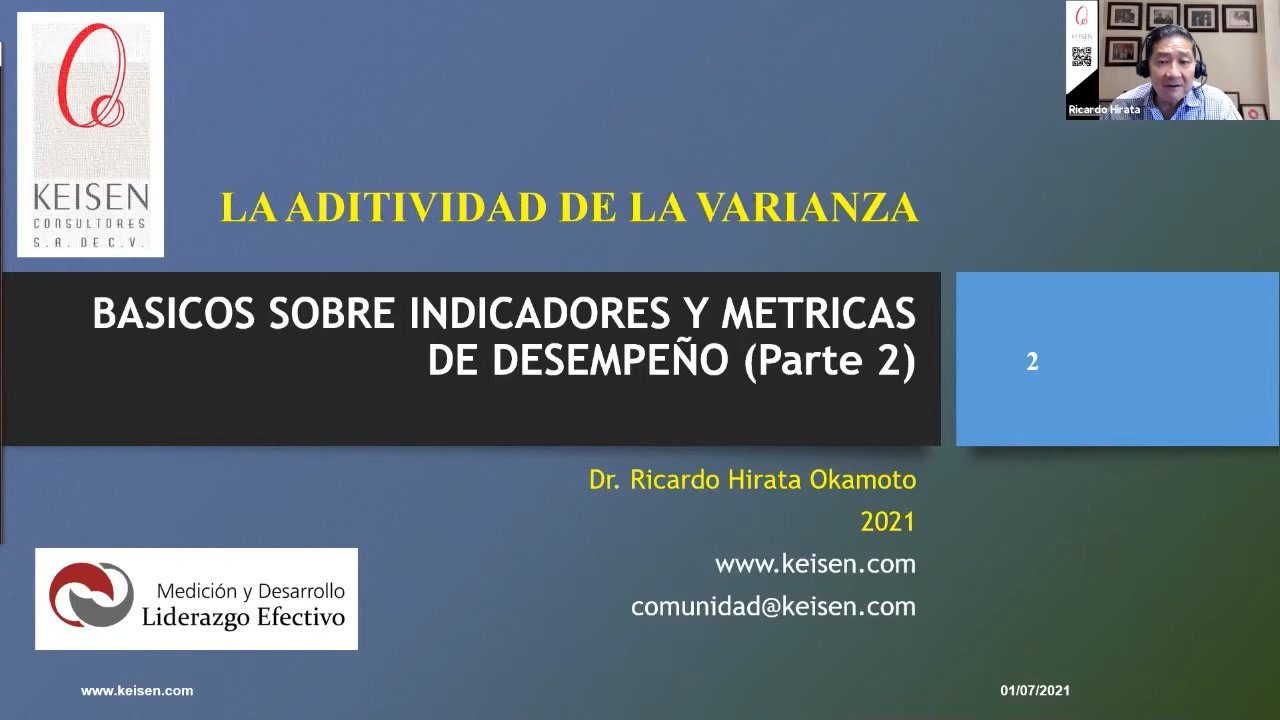 KEISEN
CONSULTORES
S.A. DE C.V.
KEISEN
Ricardo Hirata
LA ADITIVIDAD DE LA VARIANZA
BASICOS SOBRE INDICADORES Y METRICAS
DE DESEMPEÑO (Parte 2)
2
Dr. Ricardo Hirata Okamoto
2021
www.keisen.com
comunidad@keisen.com
Medición y Desarrollo
Liderazgo Efectivo
www.keisen.com
01/07/2021